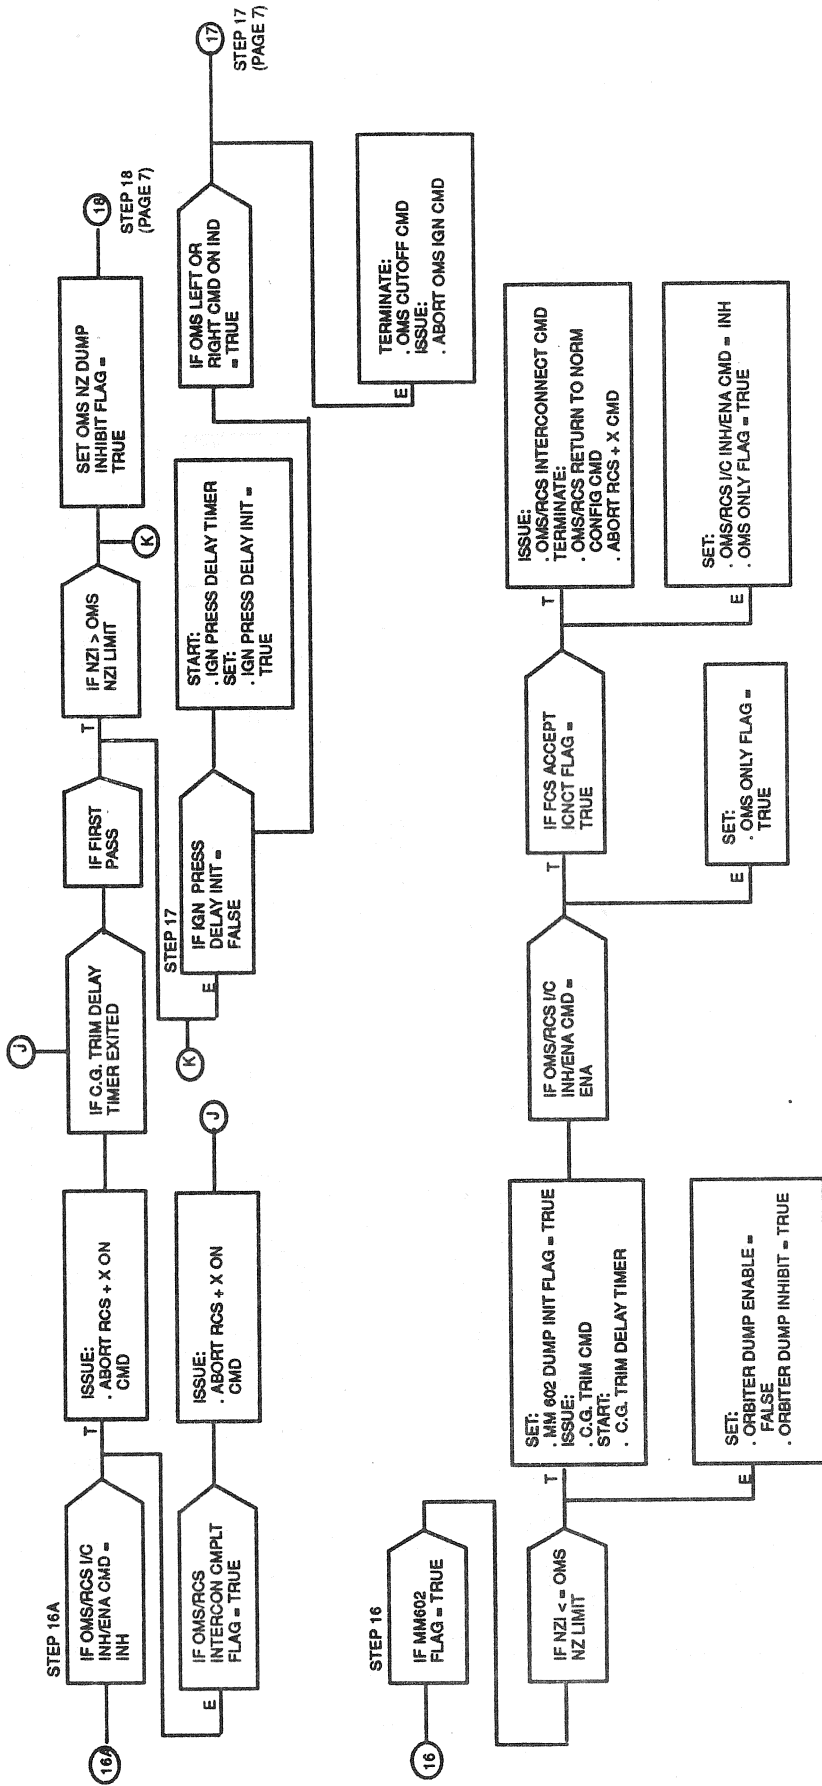 STEP 16A
16A
IF OMS/RCS I/C
INH/ENA CMD =
INH
T
ISSUE:
. ABORT RCS + X ON
CMD
J
IF C.G. TRIM DELAY
TIMER EXITED
IF FIRST
PASS
T
IF NZI > OMS
NZI LIMIT
K
SET OMS NZ DUMP
INHIBIT FLAG =
TRUE
18
STEP 18
(PAGE 7)
E
IF OMS/RCS
INTERCON CMPLT
FLAG = TRUE
ISSUE:
. ABORT RCS + X ON
CMD
J
K
STEP 17
E
IF IGN PRESS
DELAY INIT =
FALSE
START:
. IGN PRESS DELAY TIMER
SET:
. IGN PRESS DELAY INIT =
TRUE
IF OMS LEFT OR
RIGHT CMD ON IND
= TRUE
17
STEP 17
(PAGE 7)
E
TERMINATE:
. OMS CUTOFF CMD
ISSUE:
. ABORT OMS IGN CMD
STEP 16
16
IF MM602
FLAG = TRUE
IF NZI < = OMS
NZ LIMIT
T
SET:
. MM 602 DUMP INIT FLAG = TRUE
ISSUE:
. C.G. TRIM CMD
START:
. C.G. TRIM DELAY TIMER
E
SET:
. ORBITER DUMP ENABLE =
FALSE
. ORBITER DUMP INHIBIT = TRUE
IF OMS/RCS I/C
INH/ENA CMD =
ENA
T
IF FCS ACCEPT
ICNCT FLAG =
TRUE
E
SET:
. OMS ONLY FLAG =
TRUE
T
ISSUE:
. OMS/RCS INTERCONNECT CMD
TERMINATE:
. OMS/RCS RETURN TO NORM
CONFIG CMD
. ABORT RCS + X CMD
E
SET:
. OMS/RCS I/C INH/ENA CMD = INH
. OMS ONLY FLAG = TRUE